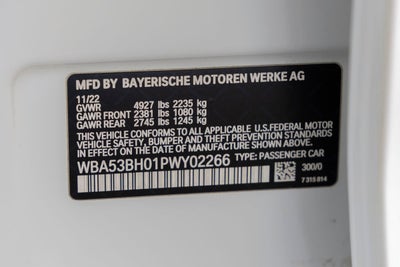 MFD BY BAYERISCHE MOTOREN WERKE AG
11/22
GVWR 4927 lbs 2235 kg
GAWR FRONT 2381 lbs 1080 kg
GAWR REAR 2745 lbs 1245 kg
THIS VEHICLE CONFORMS TO ALL APPLICABLE U.S.FEDERAL MOTOR
VEHICLE SAFETY, BUMPER AND THEFT PREVENTION STANDARDS
IN EFFECT ON THE DATE OF MANUFACTURE SHOWN ABOVE.
WBA53BH01PWY02266 TYPE: PASSENGER CAR
300/0
7 315 814